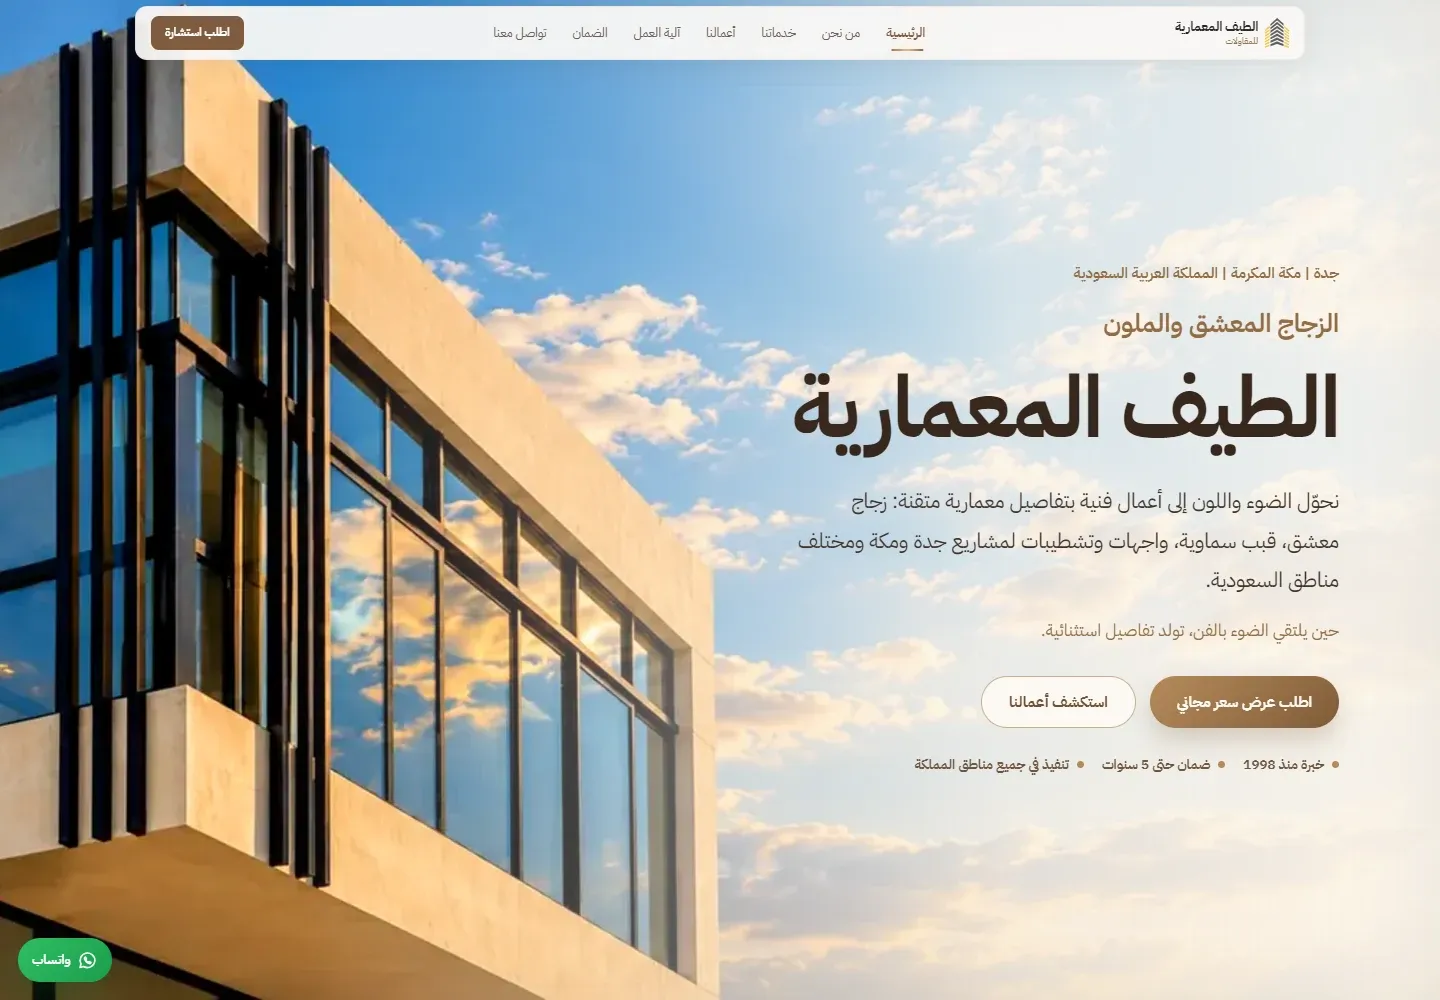 الطيف المعمارية
للمقاولات
الرئيسية
من نحن
خدماتنا
أعمالنا
آلية العمل
الضمان
تواصل معنا
اطلب استشارة
جدة | مكة المكرمة | المملكة العربية السعودية
الزجاج المعشق والملون
الطيف المعمارية
نحوّل الضوء واللون إلى أعمال فنية بتفاصيل معمارية متقنة: زجاج
معشق، قبب سماوية، واجهات وتشطيبات لمشاريع جدة ومكة ومختلف
مناطق السعودية.
حين يلتقي الضوء بالفن، تولد تفاصيل استثنائية.
اطلب عرض سعر مجاني
استكشف أعمالنا
خبرة منذ 1998
ضمان حتى 5 سنوات
تنفيذ في جميع مناطق المملكة
واتساب